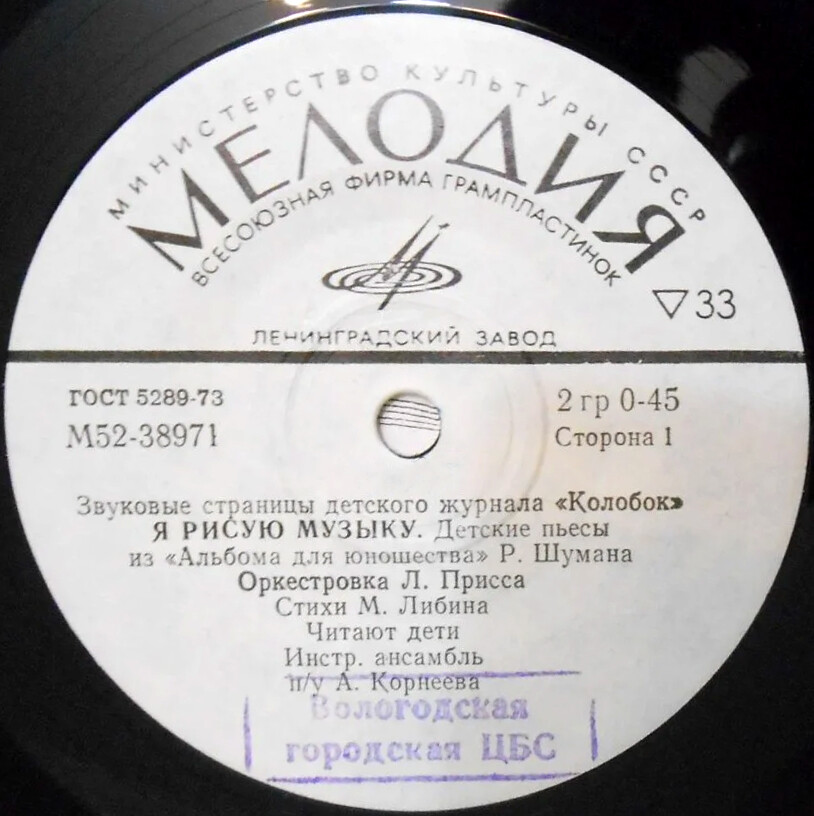 МИНИСТЕРСТВО КУЛЬТУРЫ СССР
МЕЛОДИЯ
ВСЕСОЮЗНАЯ ФИРМА ГРАМПЛАСТИНОК
▽33
ЛЕНИНГРАДСКИЙ ЗАВОД
ГОСТ 5289-73
2 гр 0-45
М52-38971
Сторона 1
Звуковые страницы детского журнала «Колобок»
Я РИСУЮ МУЗЫКУ. Детские пьесы
из «Альбома для юношества» Р. Шумана
Оркестровка Л. Присса
Стихи М. Либина
Читают дети
Инстр. ансамбль
п/у А. Корнеева
Вологодская
городская ЦБС